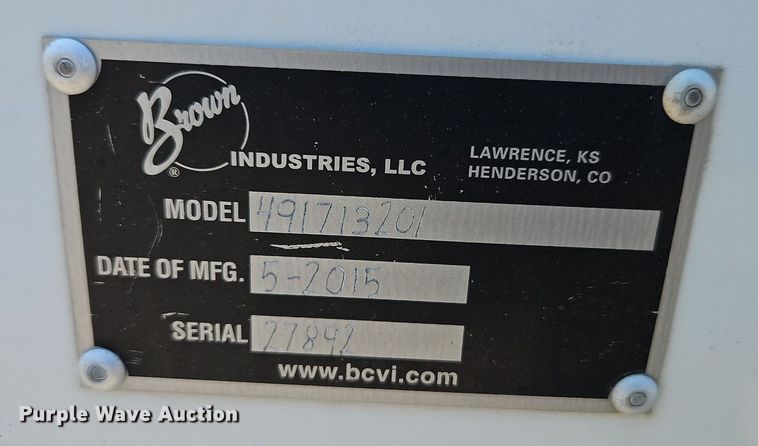 Brown
®
INDUSTRIES, LLC
LAWRENCE, KS
HENDERSON, CO
MODEL 491713201
DATE OF MFG. 5-2015
SERIAL 27892
www.bcvi.com
Purple Wave Auction